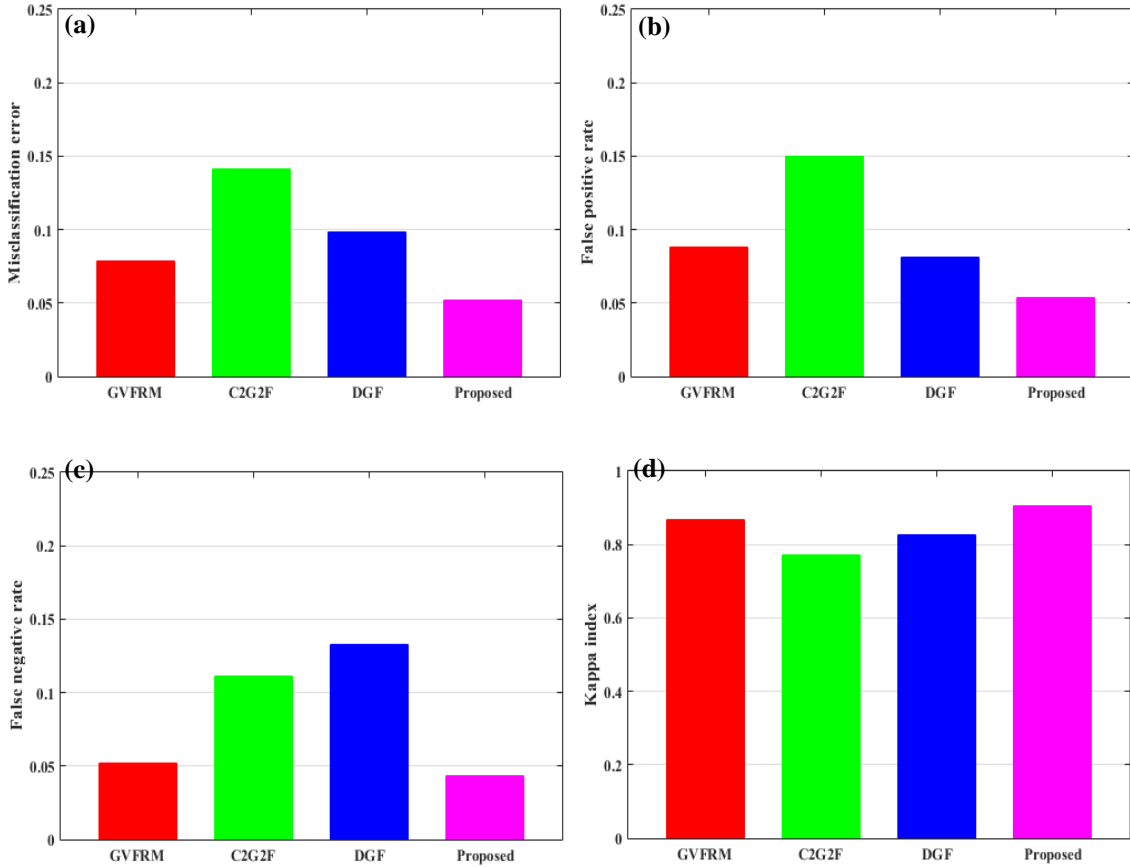 (a)
0.25
0.2
0.15
0.1
0.05
0
Misclassification error
GVFRM C2G2F DGF Proposed
(b)
0.25
0.2
0.15
0.1
0.05
0
False positive rate
GVFRM C2G2F DGF Proposed
(c)
0.25
0.2
0.15
0.1
0.05
0
False negative rate
GVFRM C2G2F DGF Proposed
(d)
1
0.8
0.6
0.4
0.2
0
Kappa index
GVFRM C2G2F DGF Proposed